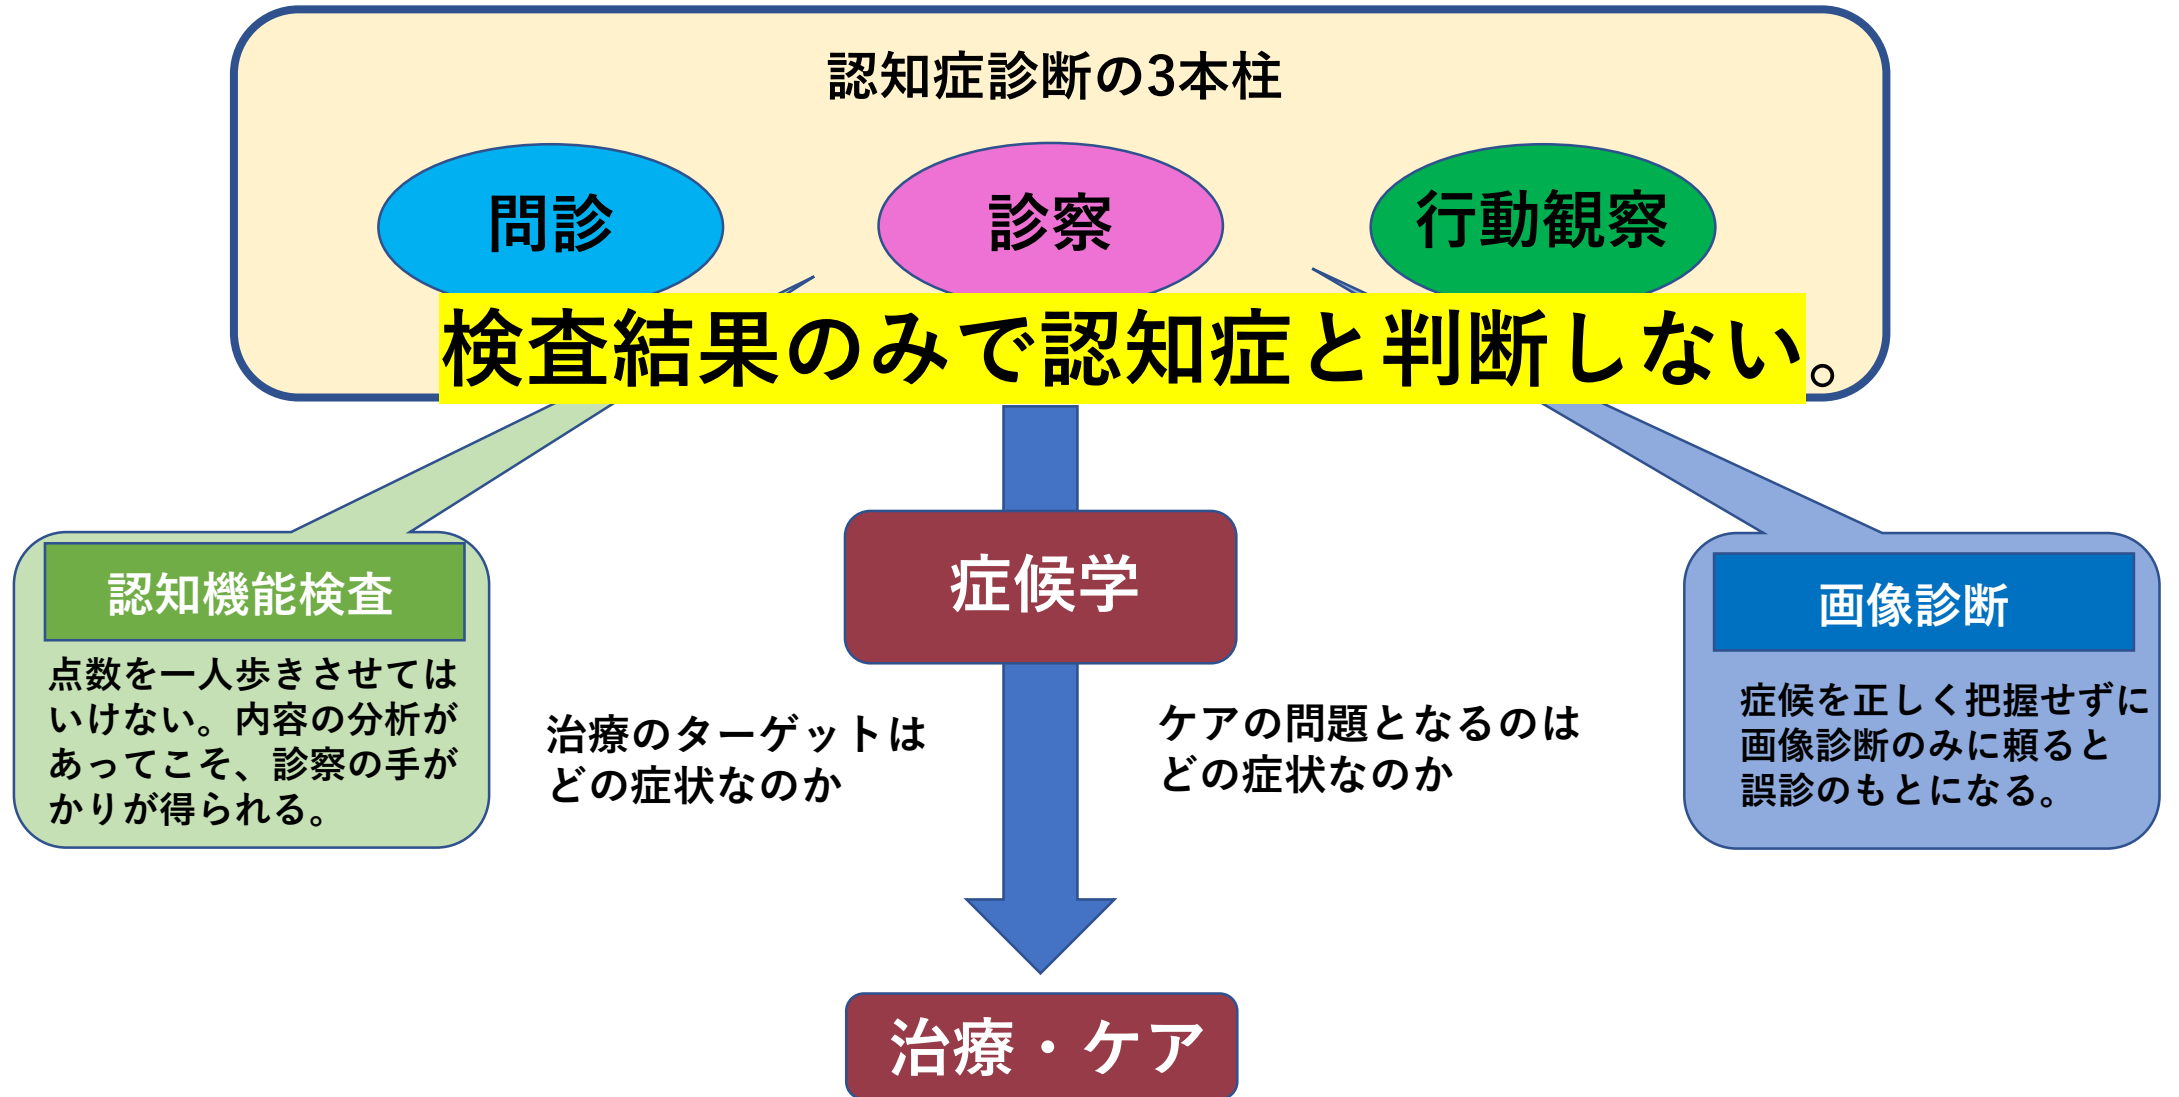 認知症診断の3本柱
問診
診察
行動観察
検査結果のみで認知症と判断しない。
認知機能検査
点数を一人歩きさせては
いけない。内容の分析が
あってこそ、診察の手が
かりが得られる。
症候学
治療のターゲットは
どの症状なのか
ケアの問題となるのは
どの症状なのか
画像診断
症候を正しく把握せずに
画像診断のみに頼ると
誤診のもとになる。
治療・ケア